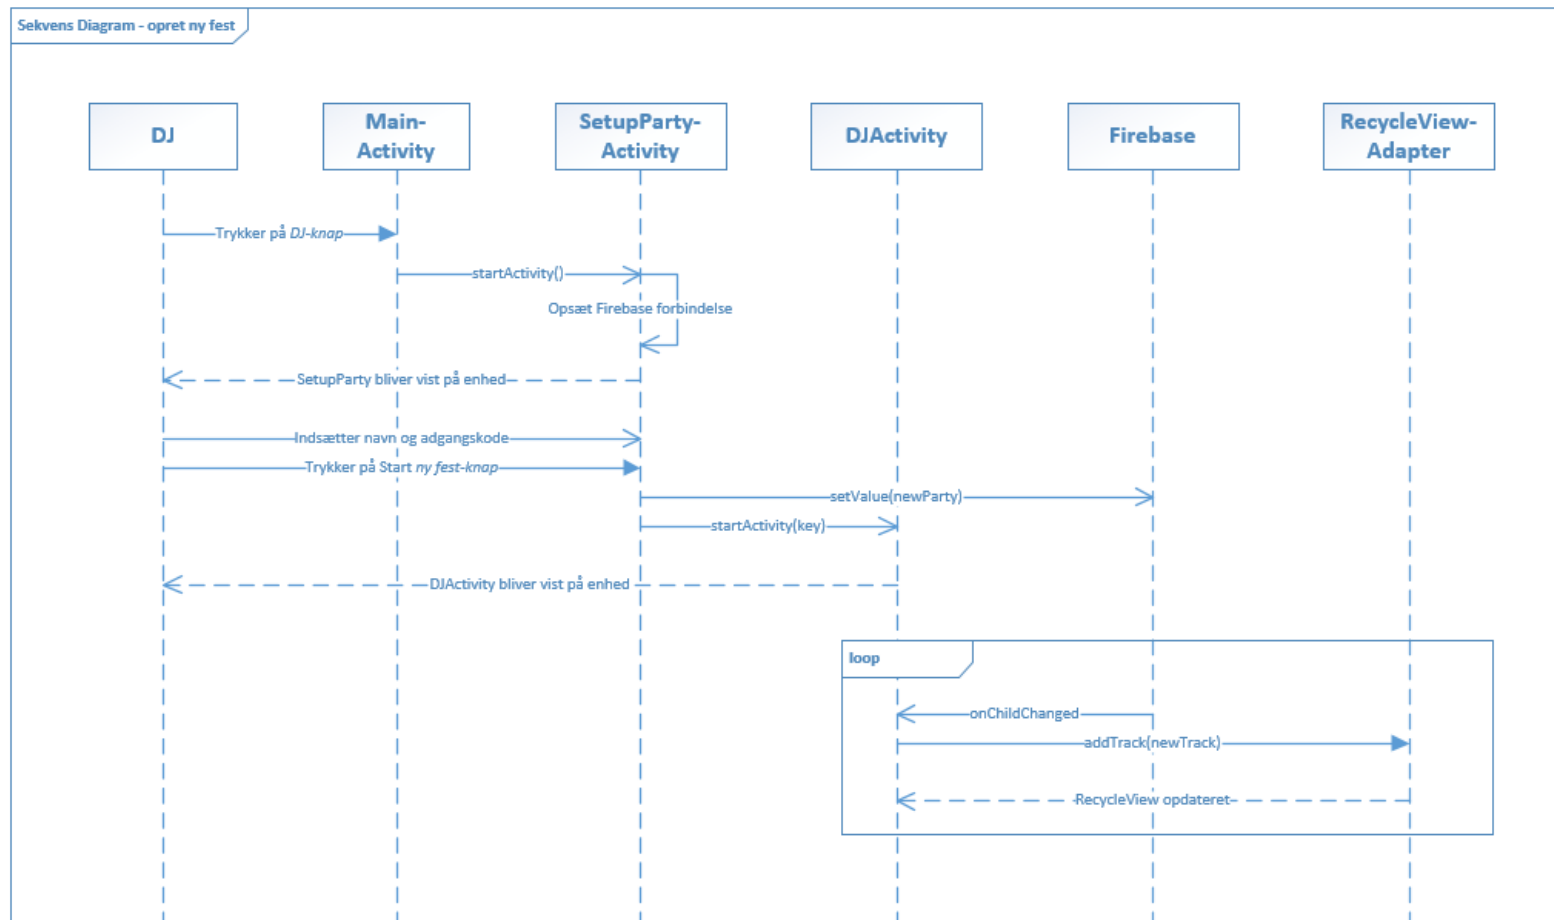 Sekvens Diagram - opret ny fest
DJ
Main-
Activity
SetupParty-
Activity
DJActivity
Firebase
RecycleView-
Adapter
Trykker på DJ-knap
startActivity()
Opsæt Firebase forbindelse
SetupParty bliver vist på enhed
Indsætter navn og adgangskode
Trykker på Start ny fest-knap
setValue(newParty)
startActivity(key)
DJActivity bliver vist på enhed
loop
onChildChanged
addTrack(newTrack)
RecycleView opdateret